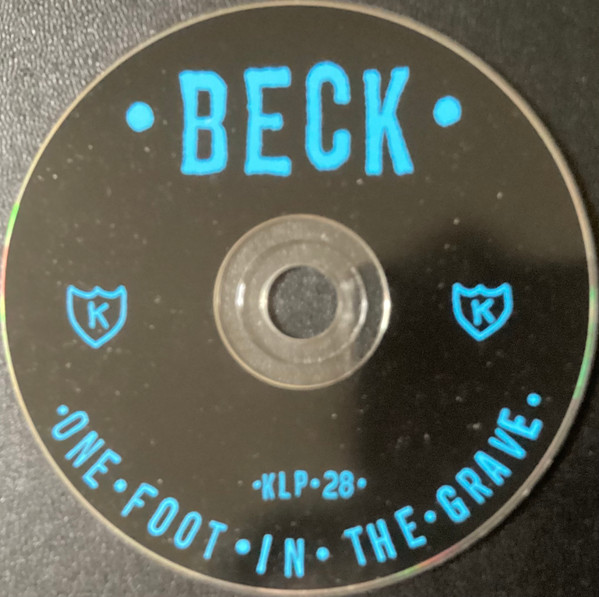 •BECK•
K
K
•KLP•28•
•ONE•FOOT•IN•THE•GRAVE•